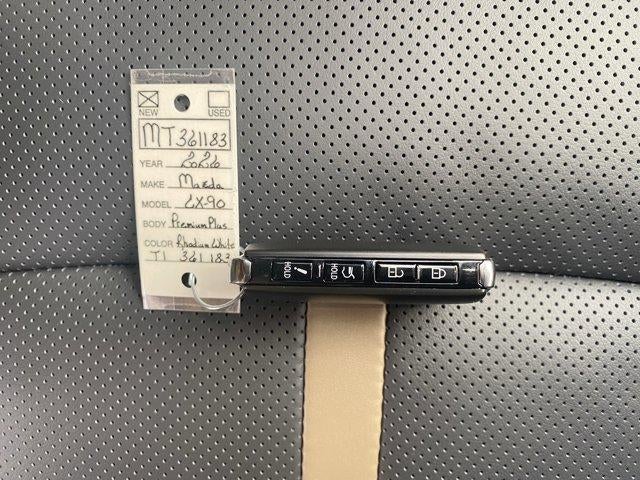 NEW USED
MT361183
YEAR 2026
MAKE Mazda
MODEL CX-90
BODY Premium Plus
COLOR Rhodium White
T1 361183
HOLD HOLD